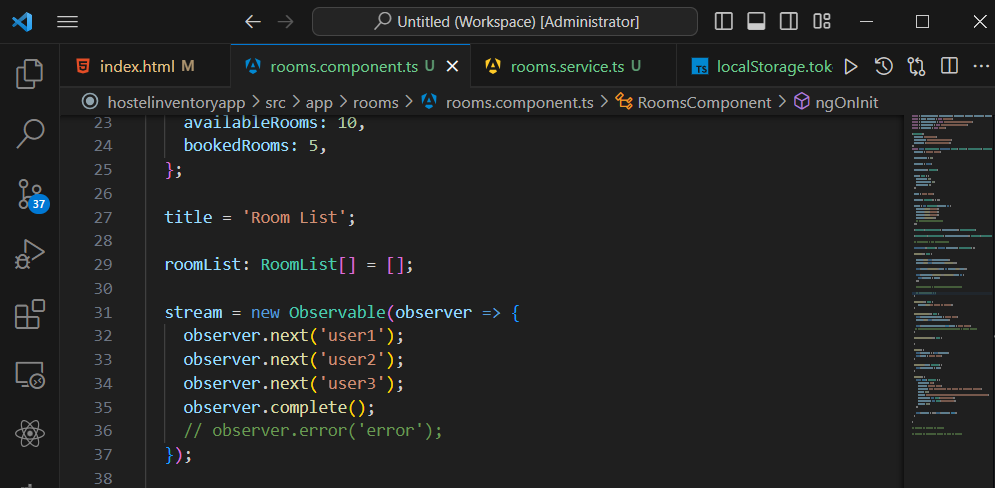 Untitled (Workspace) [Administrator]
index.html M
rooms.component.ts U
rooms.service.ts U
TS localStorage.tok
hostelinventoryapp > src > app > rooms > rooms.component.ts > RoomsComponent > ngOnInit
23 availableRooms: 10,
24 bookedRooms: 5,
25 };
26
27 title = 'Room List';
28
29 roomList: RoomList[] = [];
30
31 stream = new Observable(observer => {
32 observer.next('user1');
33 observer.next('user2');
34 observer.next('user3');
35 observer.complete();
36 // observer.error('error');
37 });
38
37